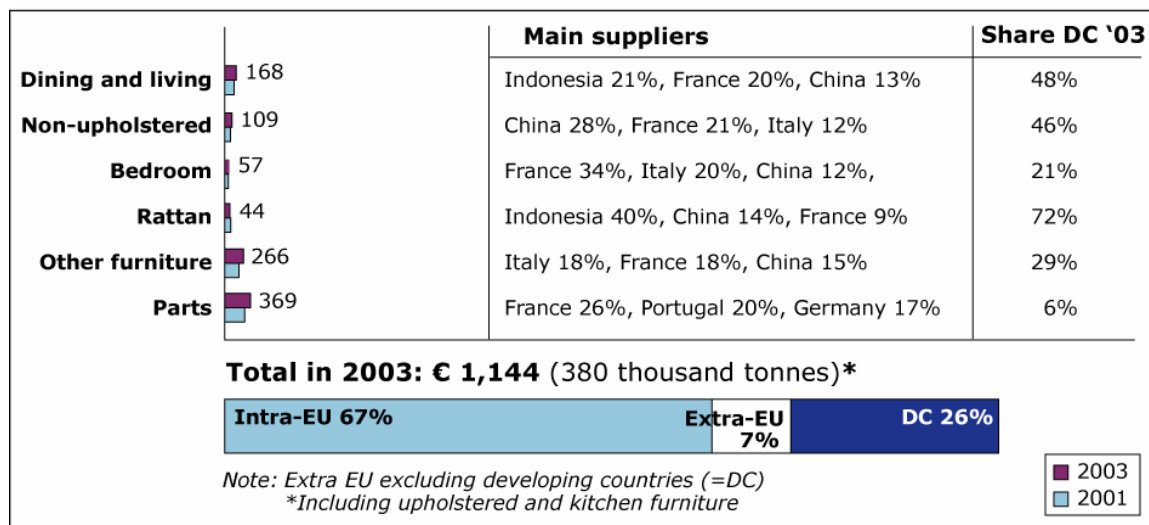 Main suppliers Share DC ‘03
Dining and living 168 Indonesia 21%, France 20%, China 13% 48%
Non-upholstered 109 China 28%, France 21%, Italy 12% 46%
Bedroom 57 France 34%, Italy 20%, China 12%, 21%
Rattan 44 Indonesia 40%, China 14%, France 9% 72%
Other furniture 266 Italy 18%, France 18%, China 15% 29%
Parts 369 France 26%, Portugal 20%, Germany 17% 6%
Total in 2003: € 1,144 (380 thousand tonnes)*
Intra-EU 67% Extra-EU 7% DC 26%
Note: Extra EU excluding developing countries (=DC)
*Including upholstered and kitchen furniture
2003
2001